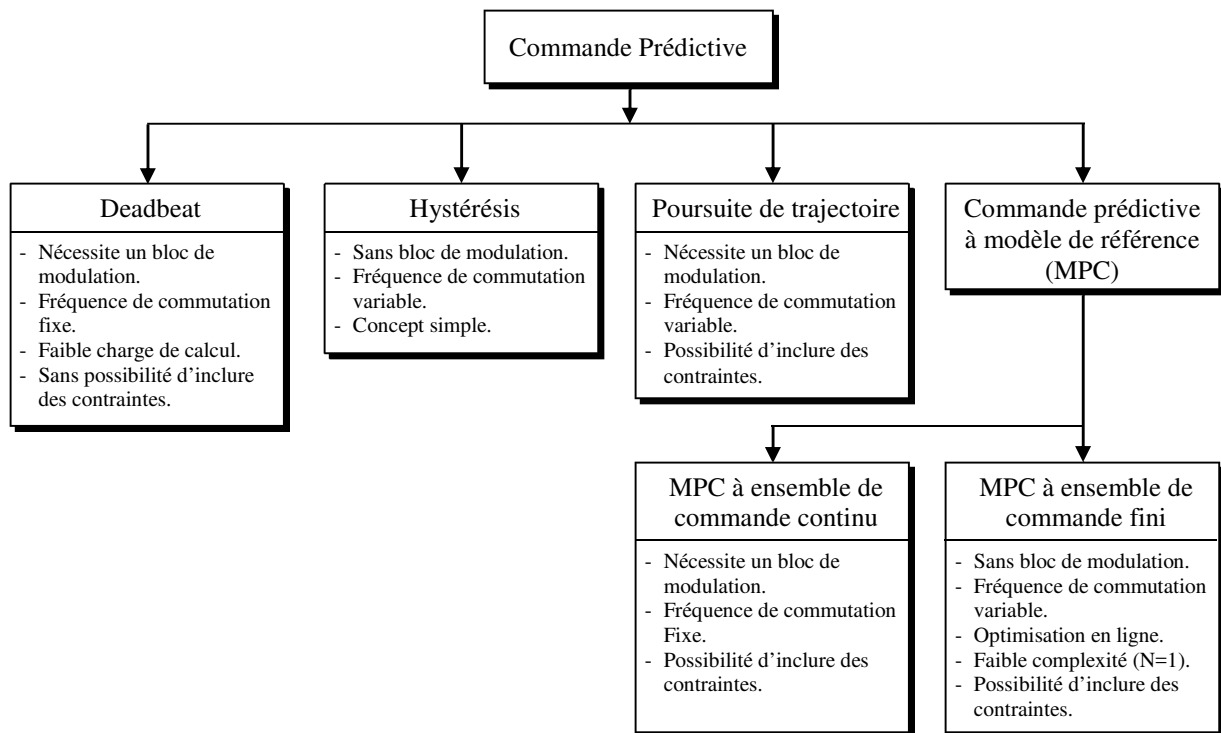 Commande Prédictive
Deadbeat
- Nécessite un bloc de
modulation.
- Fréquence de commutation
fixe.
- Faible charge de calcul.
- Sans possibilité d'inclure
des contraintes.
Hystérésis
- Sans bloc de modulation.
- Fréquence de commutation
variable.
- Concept simple.
Poursuite de trajectoire
- Nécessite un bloc de
modulation.
- Fréquence de commutation
variable.
- Possibilité d'inclure des
contraintes.
Commande prédictive
à modèle de référence
(MPC)
MPC à ensemble de
commande continu
- Nécessite un bloc de
modulation.
- Fréquence de commutation
Fixe.
- Possibilité d'inclure des
contraintes.
MPC à ensemble de
commande fini
- Sans bloc de modulation.
- Fréquence de commutation
variable.
- Optimisation en ligne.
- Faible complexité (N=1).
- Possibilité d'inclure des
contraintes.